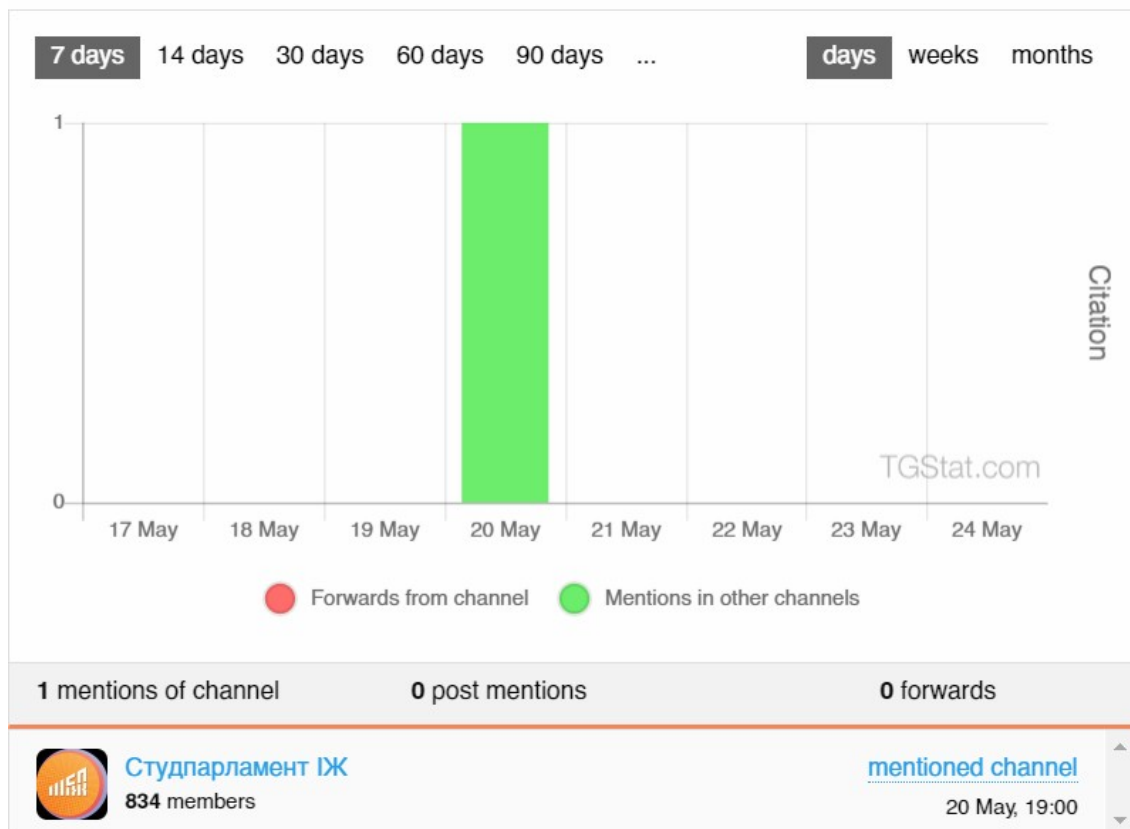 7 days 14 days 30 days 60 days 90 days ... days weeks months
1
Citation
TGStat.com
0
17 May 18 May 19 May 20 May 21 May 22 May 23 May 24 May
Forwards from channel Mentions in other channels
1 mentions of channel 0 post mentions 0 forwards
Студпарламент ІЖ mentioned channel
834 members 20 May, 19:00